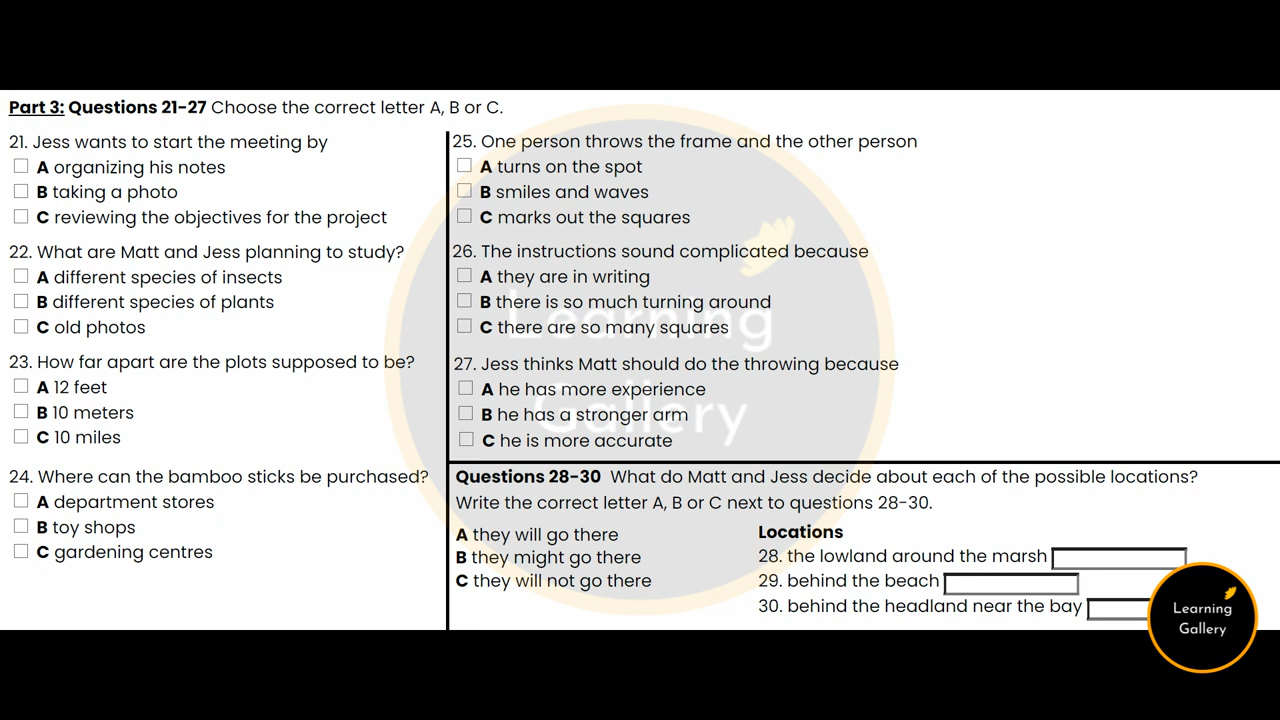 Part 3: Questions 21-27 Choose the correct letter A, B or C.
21. Jess wants to start the meeting by
A organizing his notes
B taking a photo
C reviewing the objectives for the project
22. What are Matt and Jess planning to study?
A different species of insects
B different species of plants
C old photos
23. How far apart are the plots supposed to be?
A 12 feet
B 10 meters
C 10 miles
24. Where can the bamboo sticks be purchased?
A department stores
B toy shops
C gardening centres
25. One person throws the frame and the other person
A turns on the spot
B smiles and waves
C marks out the squares
26. The instructions sound complicated because
A they are in writing
B there is so much turning around
C there are so many squares
27. Jess thinks Matt should do the throwing because
A he has more experience
B he has a stronger arm
C he is more accurate
Questions 28-30 What do Matt and Jess decide about each of the possible locations?
Write the correct letter A, B or C next to questions 28-30.
A they will go there
B they might go there
C they will not go there
Locations
28. the lowland around the marsh
29. behind the beach
30. behind the headland near the bay
Learning
Gallery
Learning
Gallery